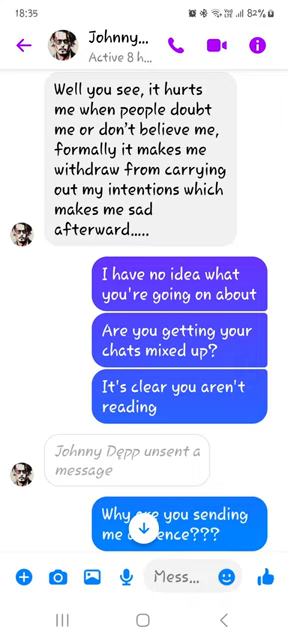 18:35
82%
Johnny...
Active 8 h...
Well you see, it hurts
me when people doubt
me or don't believe me,
formally it makes me
withdraw from carrying
out my intentions which
makes me sad
afterward.....
I have no idea what
you're going on about
Are you getting your
chats mixed up?
It's clear you aren't
reading
Johnny Dẹpp unsent a
message
Why are you sending
me a ence???
Mess...